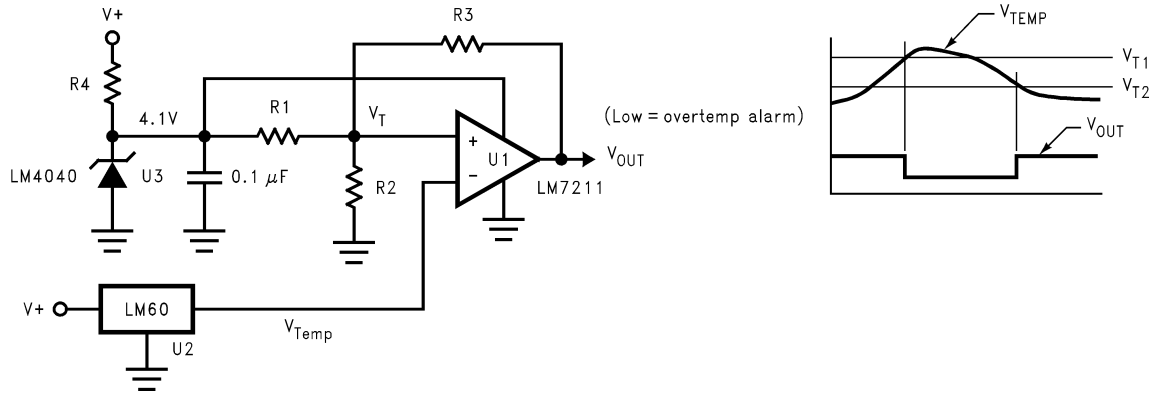 V+
R3
V_TEMP
R4
V_T1
V_T2
4.1V
R1
V_T
(Low = overtemp alarm)
V_OUT
+
U1
−
V_OUT
LM4040
U3
0.1 μF
R2
LM7211
V+
LM60
V_Temp
U2